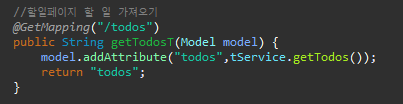 //할일페이지 할 일 가져오기
@GetMapping("/todos")
public String getTodosT(Model model) {
model.addAttribute("todos",tService.getTodos());
return "todos";
}